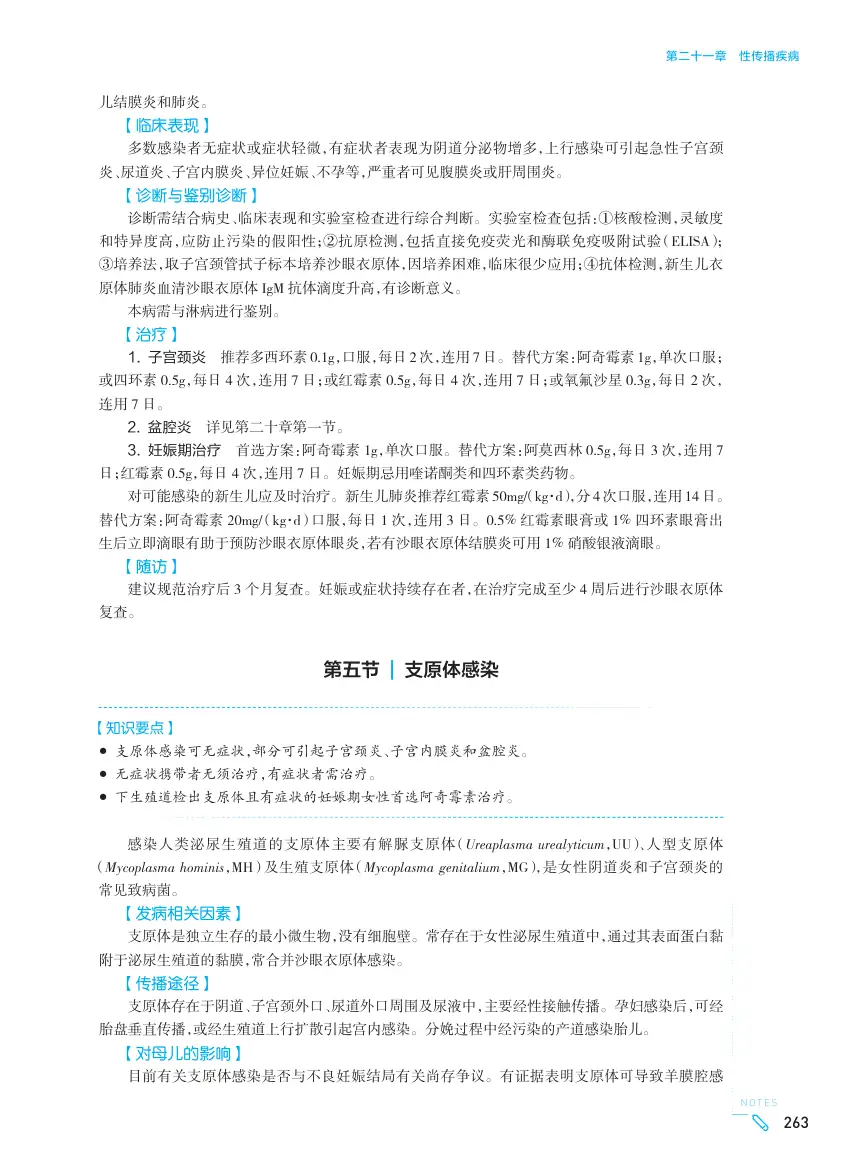 第二十一章　性传播疾病
儿结膜炎和肺炎。
【临床表现】
多数感染者无症状或症状轻微,有症状者表现为阴道分泌物增多,上行感染可引起急性子宫颈
炎、尿道炎、子宫内膜炎、异位妊娠、不孕等,严重者可见腹膜炎或肝周围炎。
【诊断与鉴别诊断】
诊断需结合病史、临床表现和实验室检查进行综合判断。实验室检查包括:①核酸检测,灵敏度
和特异度高,应防止污染的假阳性;②抗原检测,包括直接免疫荧光和酶联免疫吸附试验(ELISA);
③培养法,取子宫颈管拭子标本培养沙眼衣原体,因培养困难,临床很少应用;④抗体检测,新生儿衣
原体肺炎血清沙眼衣原体 IgM 抗体滴度升高,有诊断意义。
本病需与淋病进行鉴别。
【治疗】
1. 子宫颈炎　推荐多西环素 0.1g,口服,每日 2 次,连用 7 日。替代方案:阿奇霉素 1g,单次口服;
或四环素 0.5g,每日 4 次,连用 7 日;或红霉素 0.5g,每日 4 次,连用 7 日;或氧氟沙星 0.3g,每日 2 次,
连用 7 日。
2. 盆腔炎　详见第二十章第一节。
3. 妊娠期治疗　首选方案:阿奇霉素 1g,单次口服。替代方案:阿莫西林 0.5g,每日 3 次,连用 7
日;红霉素 0.5g,每日 4 次,连用 7 日。妊娠期忌用喹诺酮类和四环素类药物。
对可能感染的新生儿应及时治疗。新生儿肺炎推荐红霉素 50mg/(kg·d),分 4 次口服,连用 14 日。
替代方案:阿奇霉素 20mg/(kg·d)口服,每日 1 次,连用 3 日。0.5% 红霉素眼膏或 1% 四环素眼膏出
生后立即滴眼有助于预防沙眼衣原体眼炎,若有沙眼衣原体结膜炎可用 1% 硝酸银液滴眼。
【随访】
建议规范治疗后 3 个月复查。妊娠或症状持续存在者,在治疗完成至少 4 周后进行沙眼衣原体
复查。
第五节 | 支原体感染
【知识要点】
● 支原体感染可无症状,部分可引起子宫颈炎、子宫内膜炎和盆腔炎。
● 无症状携带者无须治疗,有症状者需治疗。
● 下生殖道检出支原体且有症状的妊娠期女性首选阿奇霉素治疗。
感染人类泌尿生殖道的支原体主要有解脲支原体(Ureaplasma urealyticum,UU)、人型支原体
(Mycoplasma hominis,MH)及生殖支原体(Mycoplasma genitalium,MG),是女性阴道炎和子宫颈炎的
常见致病菌。
【发病相关因素】
支原体是独立生存的最小微生物,没有细胞壁。常存在于女性泌尿生殖道中,通过其表面蛋白黏
附于泌尿生殖道的黏膜,常合并沙眼衣原体感染。
【传播途径】
支原体存在于阴道、子宫颈外口、尿道外口周围及尿液中,主要经性接触传播。孕妇感染后,可经
胎盘垂直传播,或经生殖道上行扩散引起宫内感染。分娩过程中经污染的产道感染胎儿。
【对母儿的影响】
目前有关支原体感染是否与不良妊娠结局有关尚存争议。有证据表明支原体可导致羊膜腔感
NOTES
263